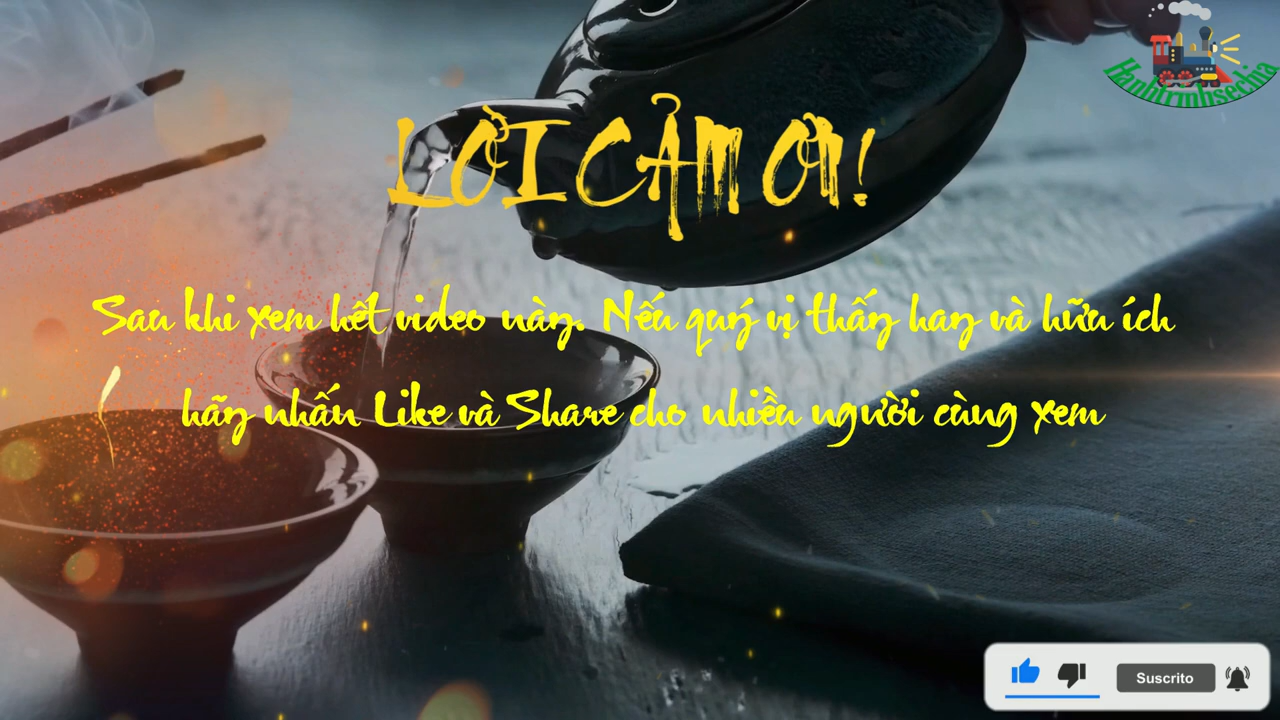 Hanhtrinhsechia
LỜI CẢM ƠN!
Sau khi xem hết video này. Nếu quý vị thấy hay và hữu ích
hãy nhấn Like và Share cho nhiều người cùng xem
Suscrito